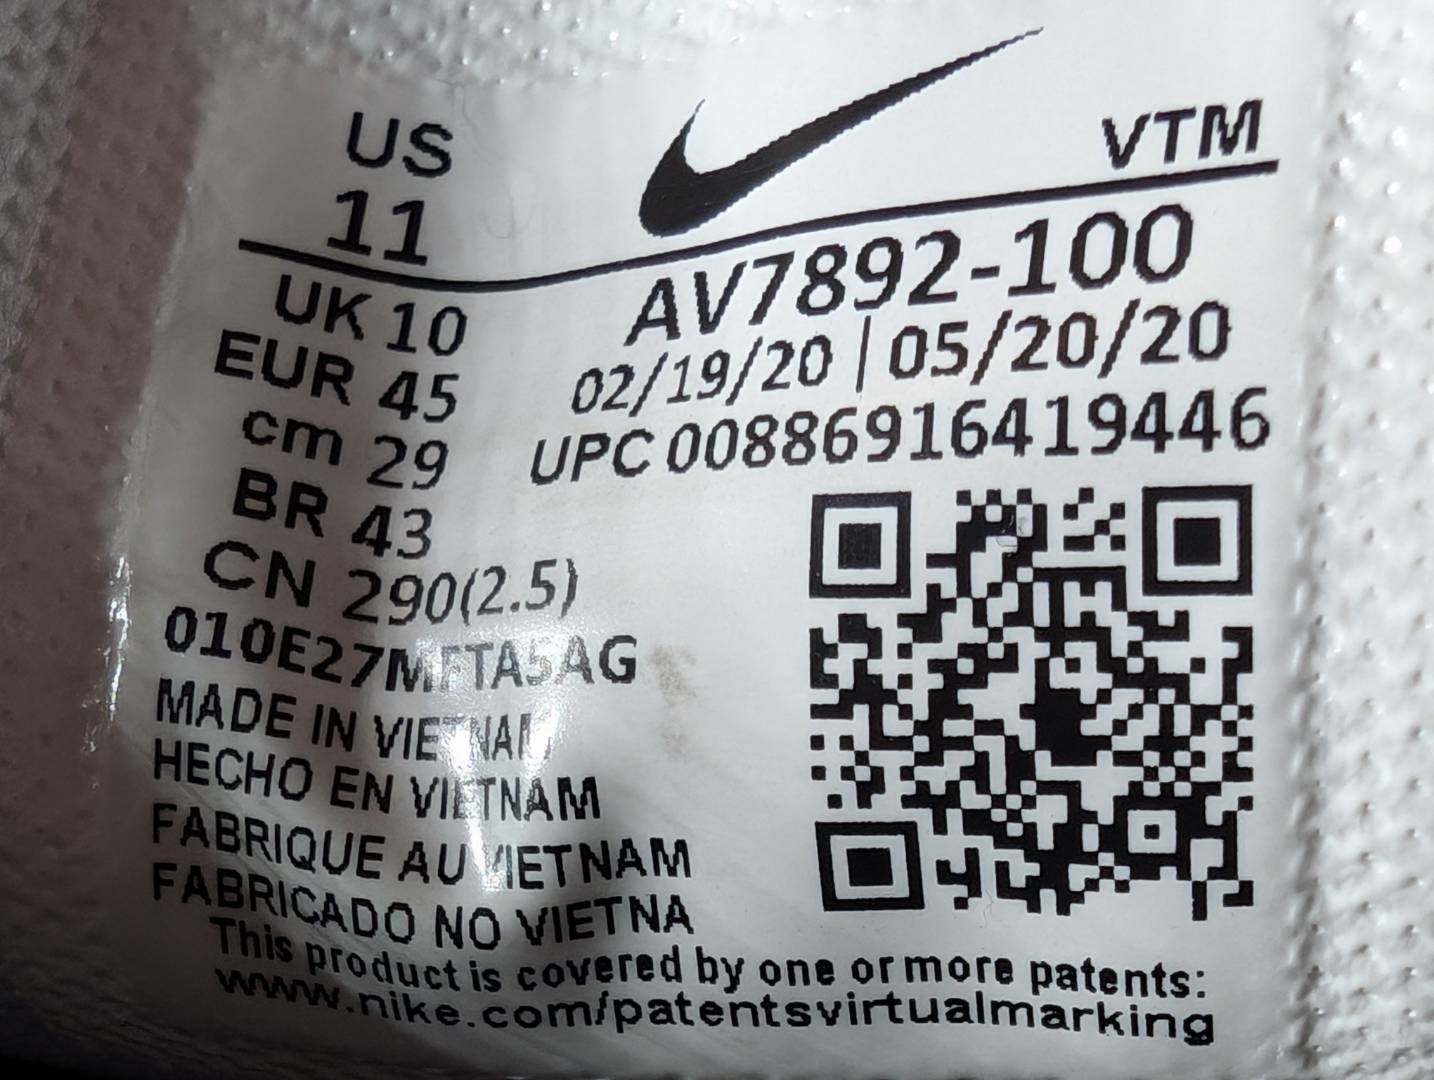 US
11
VTM
UK 10
EUR 45
cm 29
BR 43
CN 290(2.5)
AV7892-100
02/19/20 | 05/20/20
UPC 00886916419446
010E27MFTA5AG
MADE IN VIETNAM
HECHO EN VIETNAM
FABRIQUE AU VIETNAM
FABRICADO NO VIETNA
This product is covered by one or more patents:
www.nike.com/patentsvirtualmarking